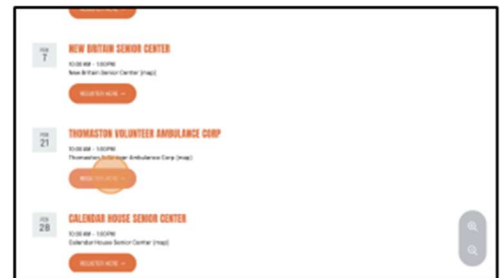 FEB
7
NEW BRITAIN SENIOR CENTER
10:00 AM - 1:00 PM
New Britain Senior Center (map)
REGISTER HERE →
FEB
21
THOMASTON VOLUNTEER AMBULANCE CORP
10:00 AM - 1:00 PM
Thomaston Volunteer Ambulance Corp (map)
REGISTER HERE →
FEB
28
CALENDAR HOUSE SENIOR CENTER
10:00 AM - 1:00 PM
Calendar House Senior Center (map)
REGISTER HERE →